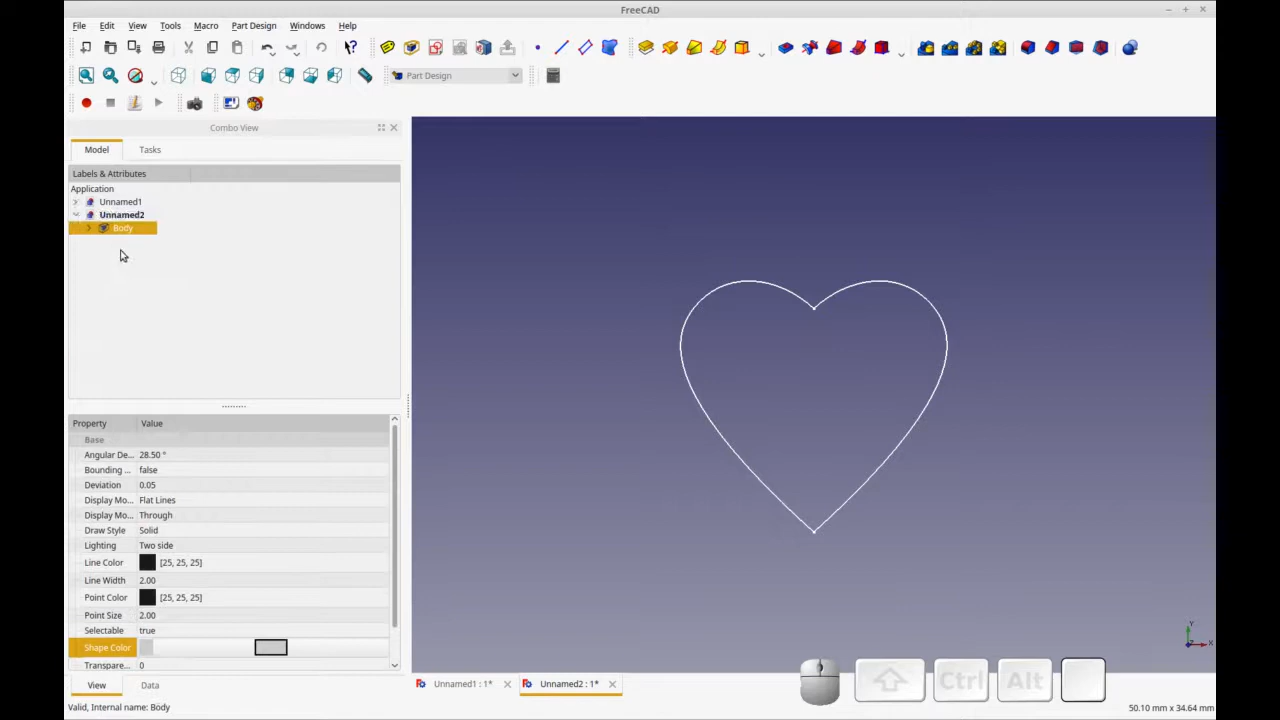 FreeCAD
File Edit View Tools Macro Part Design Windows Help
Part Design
Combo View
Model Tasks
Labels & Attributes
Application
Unnamed1
Unnamed2
Body
Property Value
Base
Angular De... 28.50 °
Bounding ... false
Deviation 0.05
Display Mo... Flat Lines
Display Mo... Through
Draw Style Solid
Lighting Two side
Line Color [25, 25, 25]
Line Width 2.00
Point Color [25, 25, 25]
Point Size 2.00
Selectable true
Shape Color
Transpare... 0
Y
Z X
View Data
Unnamed1 : 1* Unnamed2 : 1*
Ctrl Alt
Valid, Internal name: Body
50.10 mm x 34.64 mm